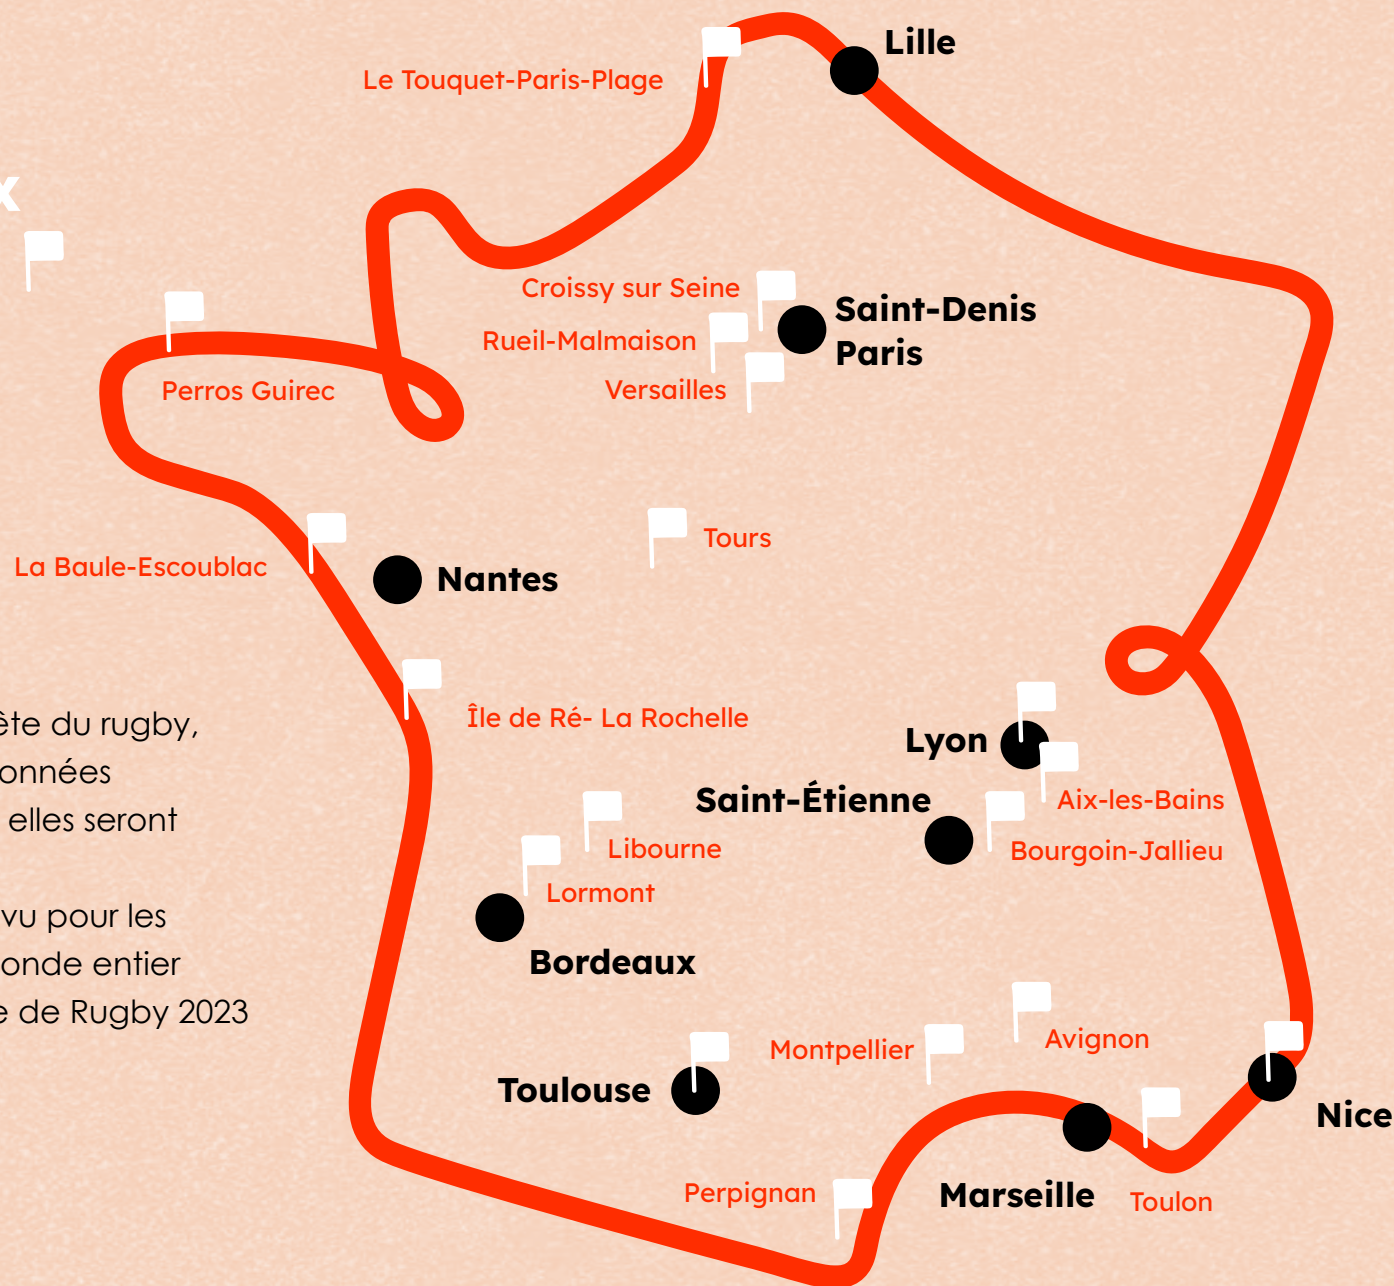 Lille
Le Touquet-Paris-Plage
x
Croissy sur Seine
Saint-Denis
Paris
Rueil-Malmaison
Versailles
Perros Guirec
Tours
La Baule-Escoublac
Nantes
Île de Ré- La Rochelle
ête du rugby,
onnées
elles seront
vu pour les
onde entier
e de Rugby 2023
Lyon
Saint-Étienne
Aix-les-Bains
Libourne
Bourgoin-Jallieu
Lormont
Bordeaux
Montpellier
Avignon
Toulouse
Nice
Perpignan
Marseille
Toulon